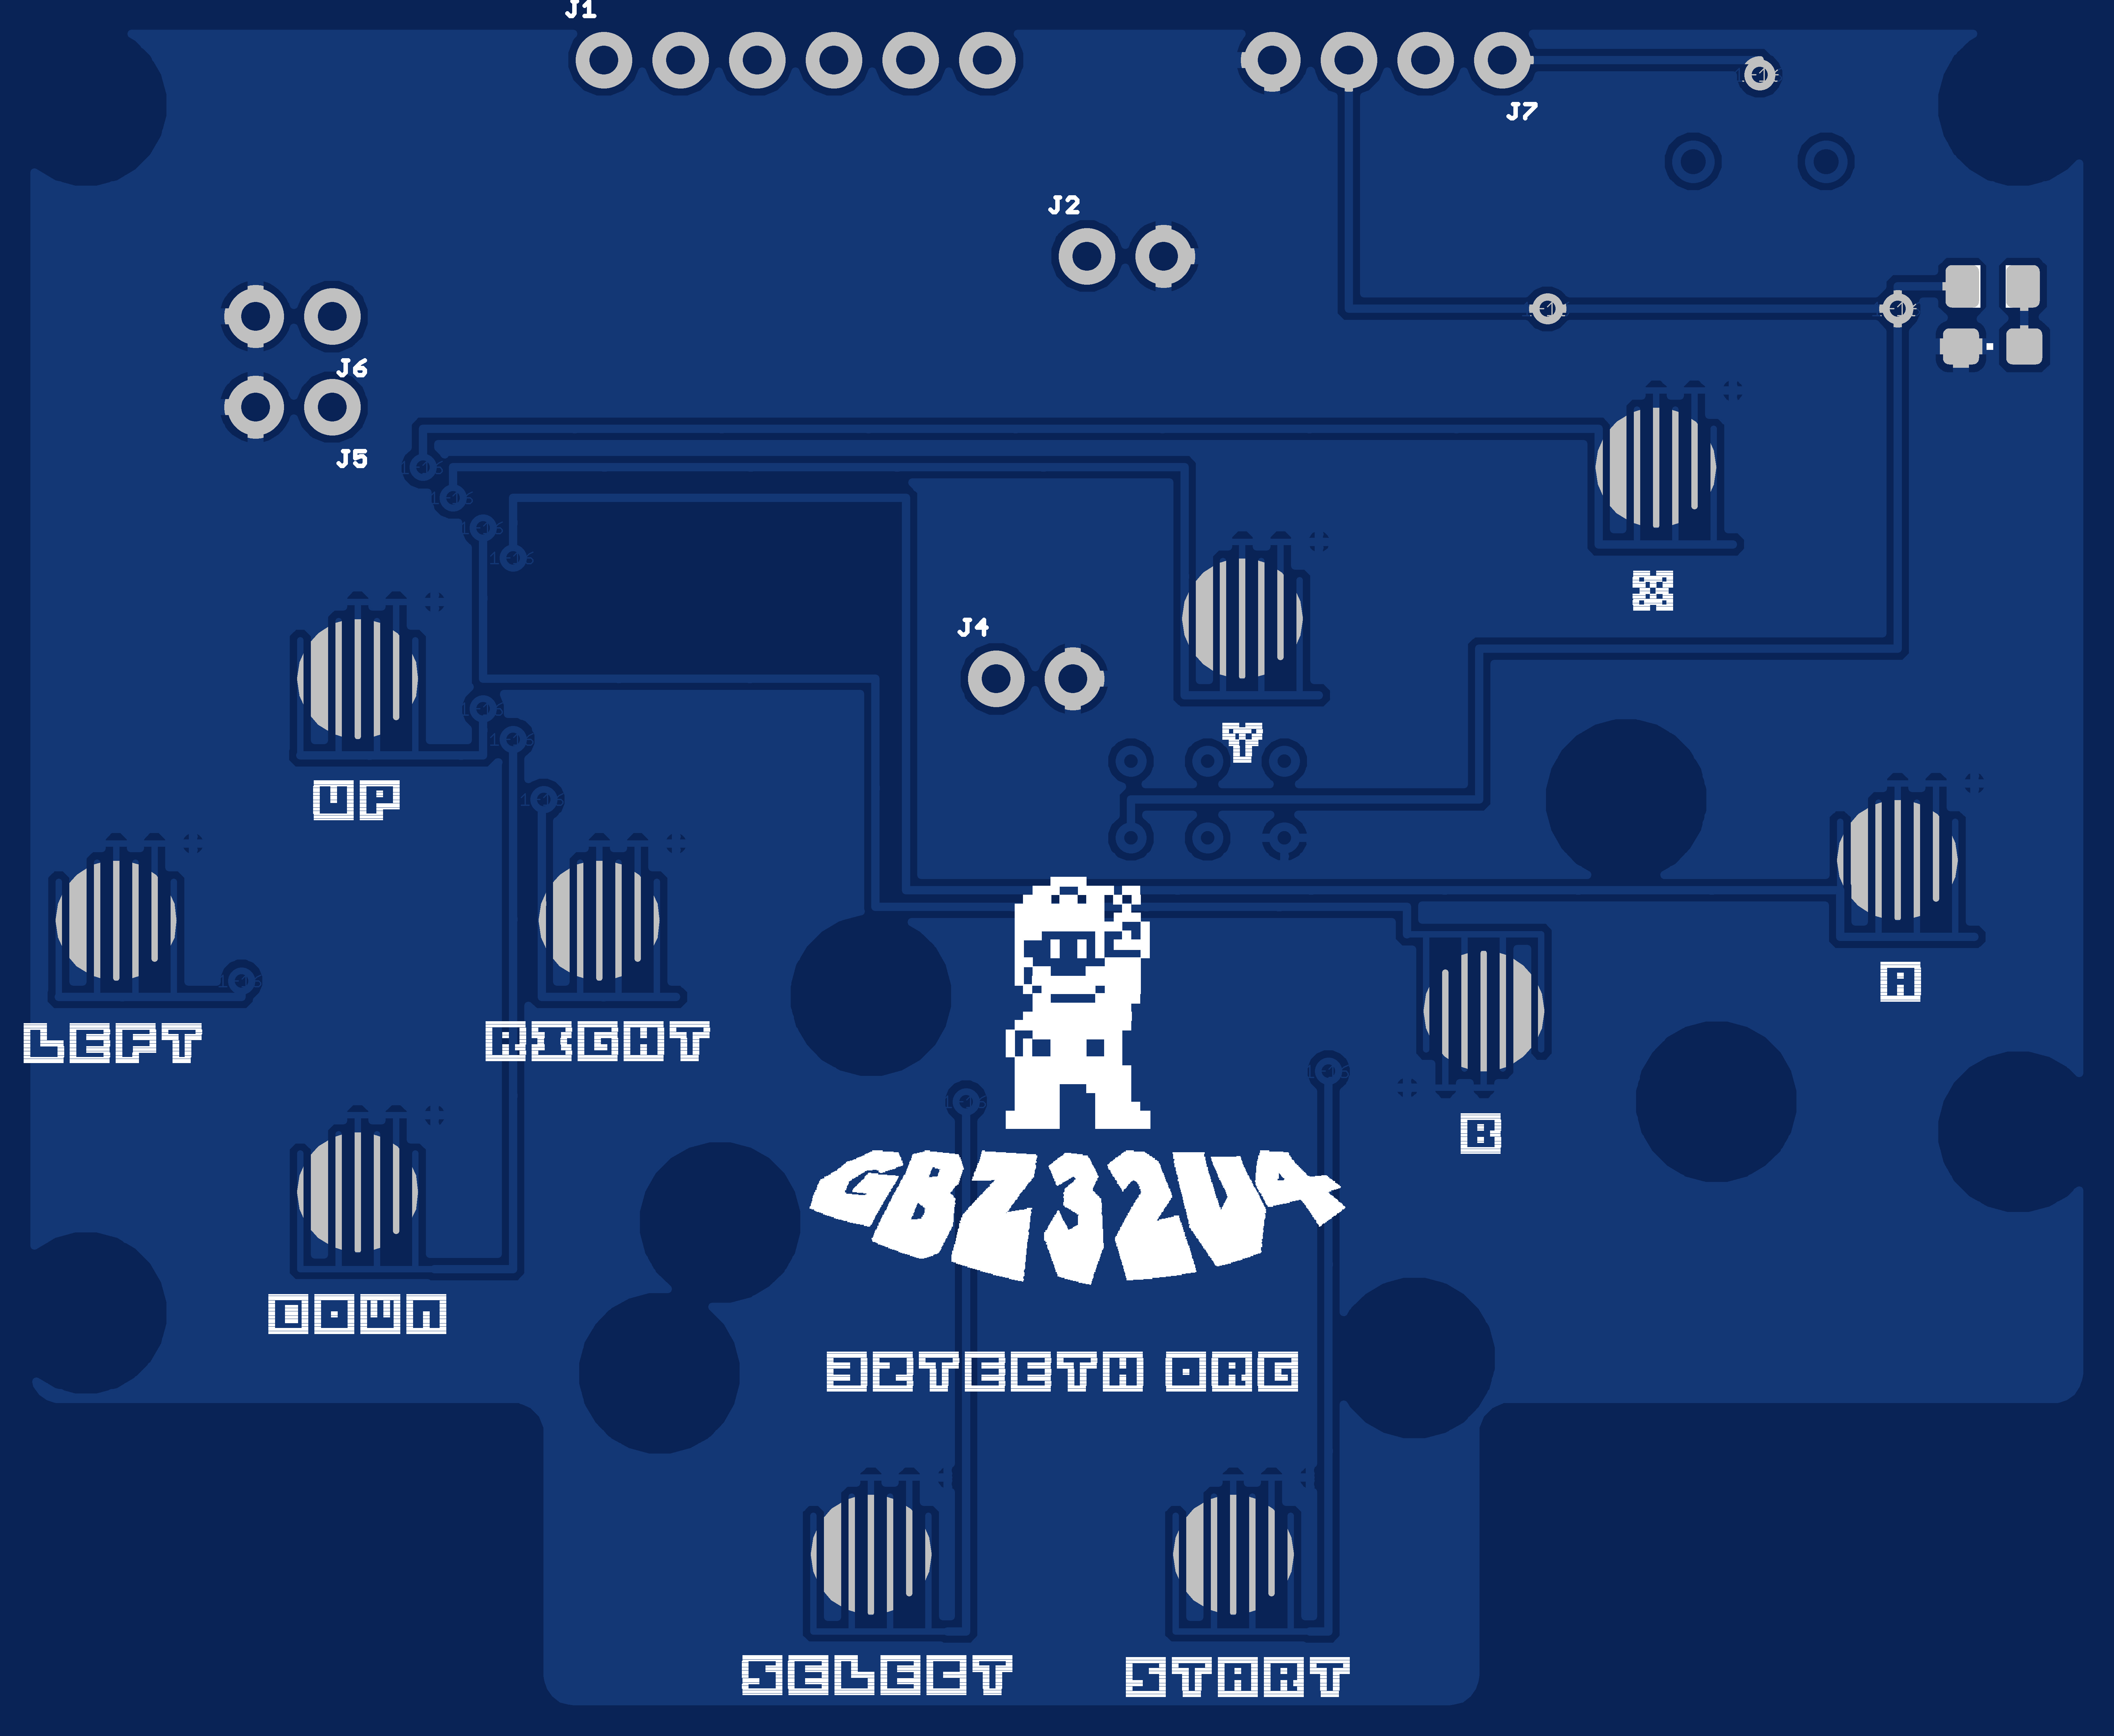 J1
J7
J2
J6
J5
X
J4
Y
UP
A
LEFT
RIGHT
B
GBZ32U4
DOWN
32TEETH ORG
SELECT
START